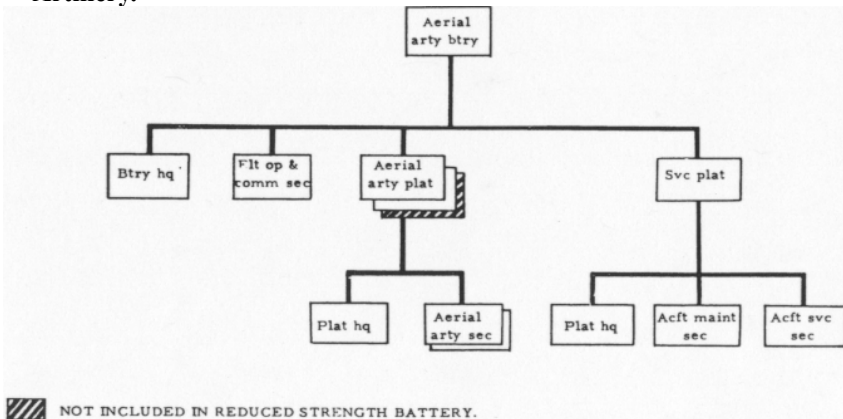 Artillery.
Aerial
arty btry
Btry hq
Flt op &
comm sec
Aerial
arty plat
Svc plat
Plat hq
Aerial
arty sec
Plat hq
Acft maint
sec
Acft svc
sec
NOT INCLUDED IN REDUCED STRENGTH BATTERY.